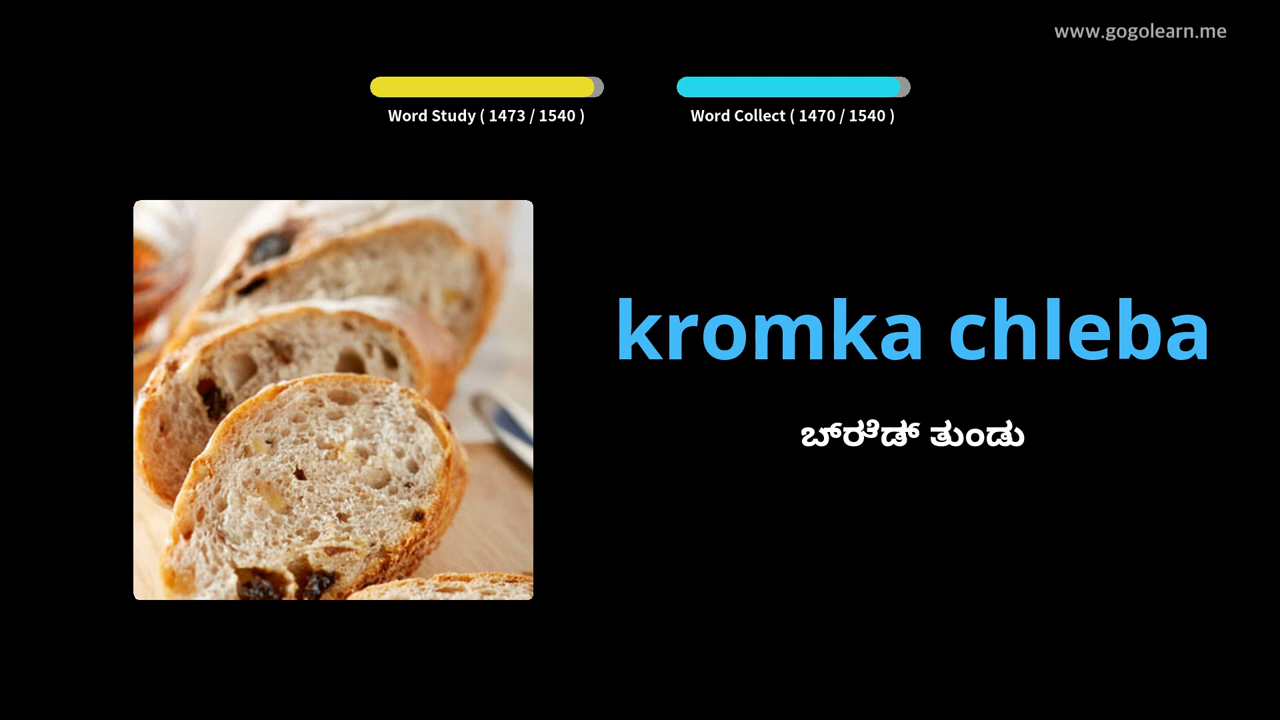 www.gogolearn.me
Word Study ( 1473 / 1540 )
Word Collect ( 1470 / 1540 )
kromka chleba
ಬ್ರೆಡ್ ತುಂಡು